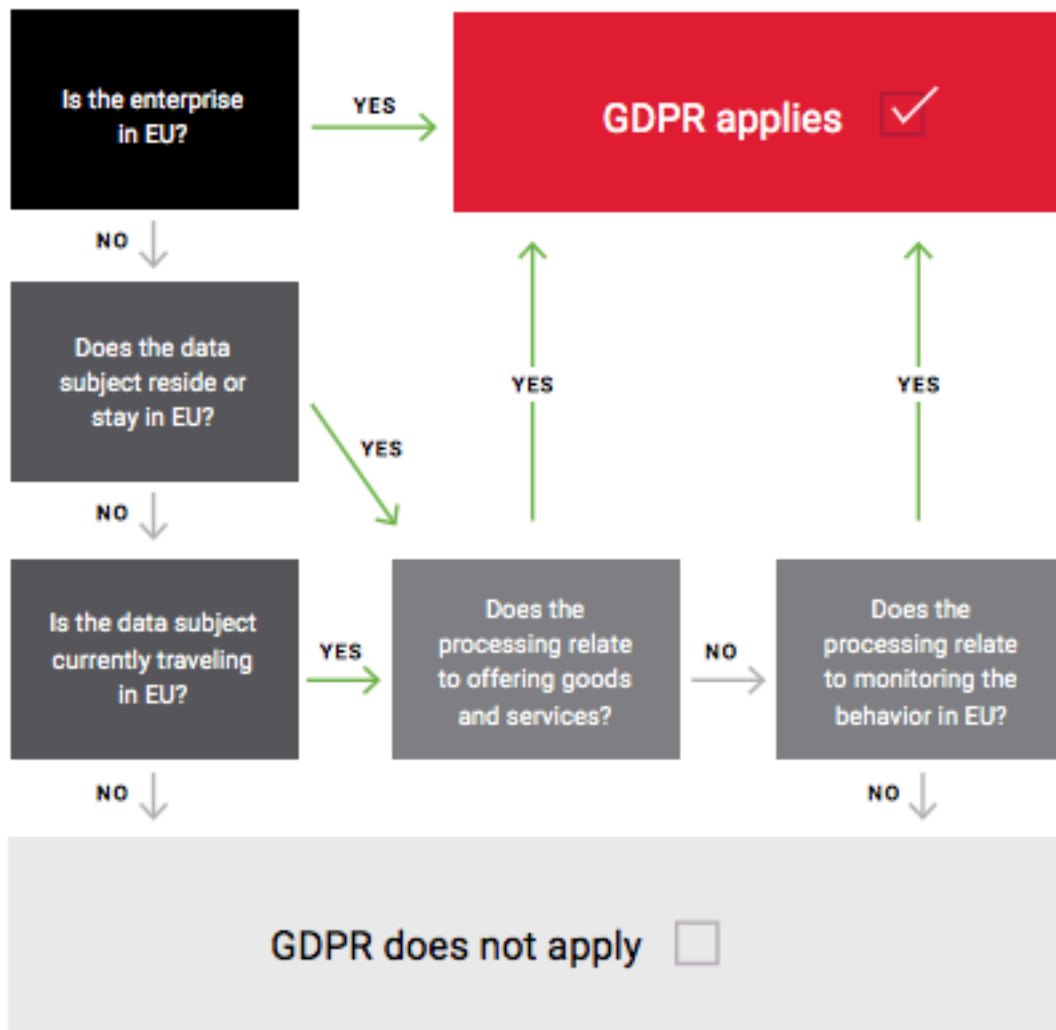 Is the enterprise
in EU?
YES
GDPR applies
NO
Does the data
subject reside or
stay in EU?
YES
YES
YES
NO
Is the data subject
currently traveling
in EU?
YES
Does the
processing relate
to offering goods
and services?
NO
Does the
processing relate
to monitoring the
behavior in EU?
NO
NO
GDPR does not apply